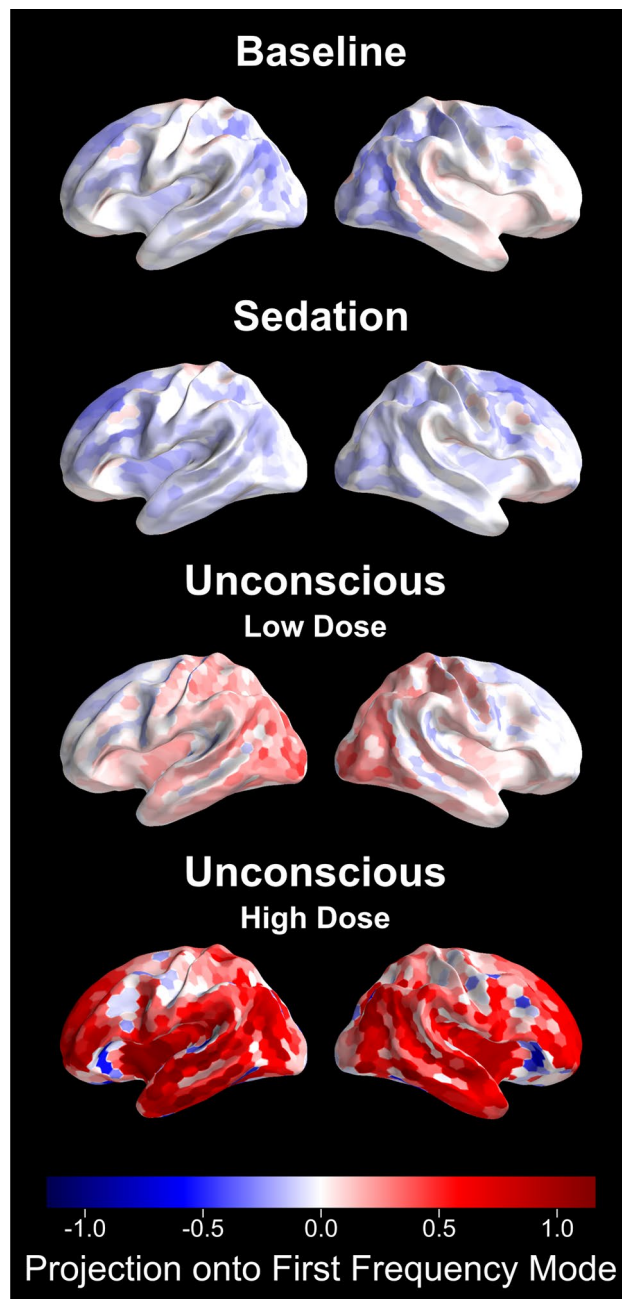 Baseline
Sedation
Unconscious
Low Dose
Unconscious
High Dose
-1.0 -0.5 0.0 0.5 1.0
Projection onto First Frequency Mode